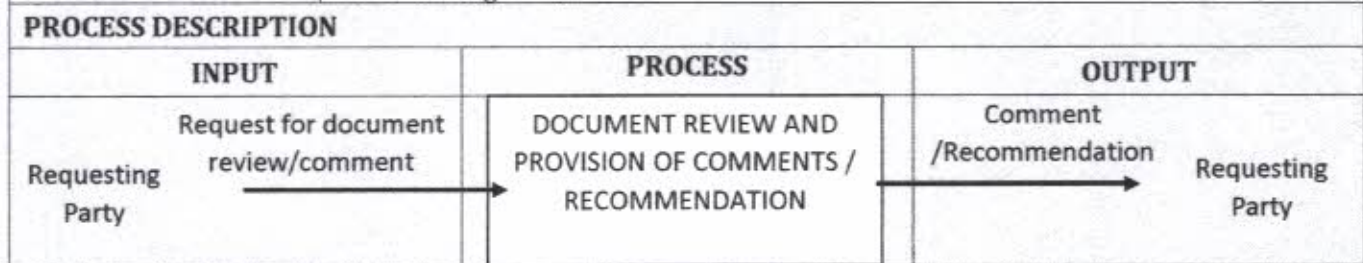 PROCESS DESCRIPTION
INPUT
PROCESS
OUTPUT
Requesting
Party
Request for document
review/comment
DOCUMENT REVIEW AND
PROVISION OF COMMENTS /
RECOMMENDATION
Comment
/Recommendation
Requesting
Party